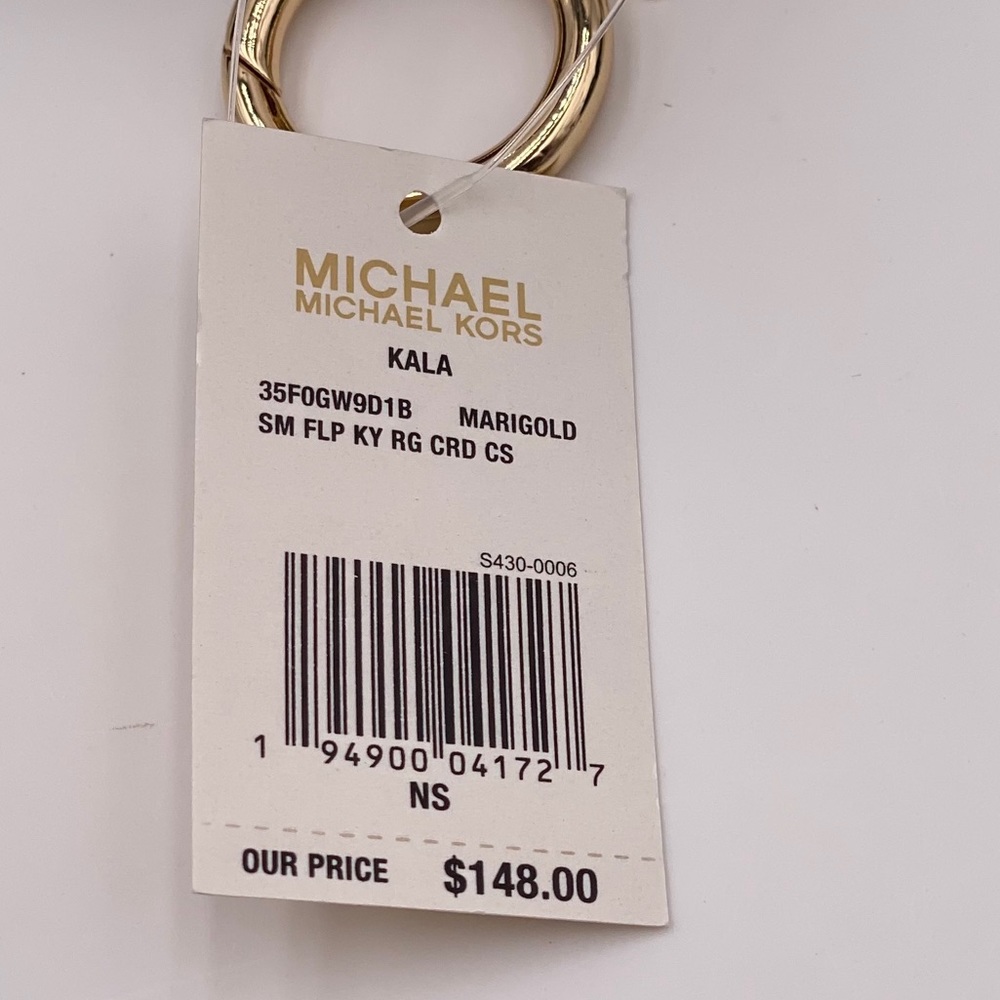 MICHAEL
MICHAEL KORS
KALA
35F0GW9D1B MARIGOLD
SM FLP KY RG CRD CS
S430-0006
1 94900 04172 7
NS
OUR PRICE $148.00